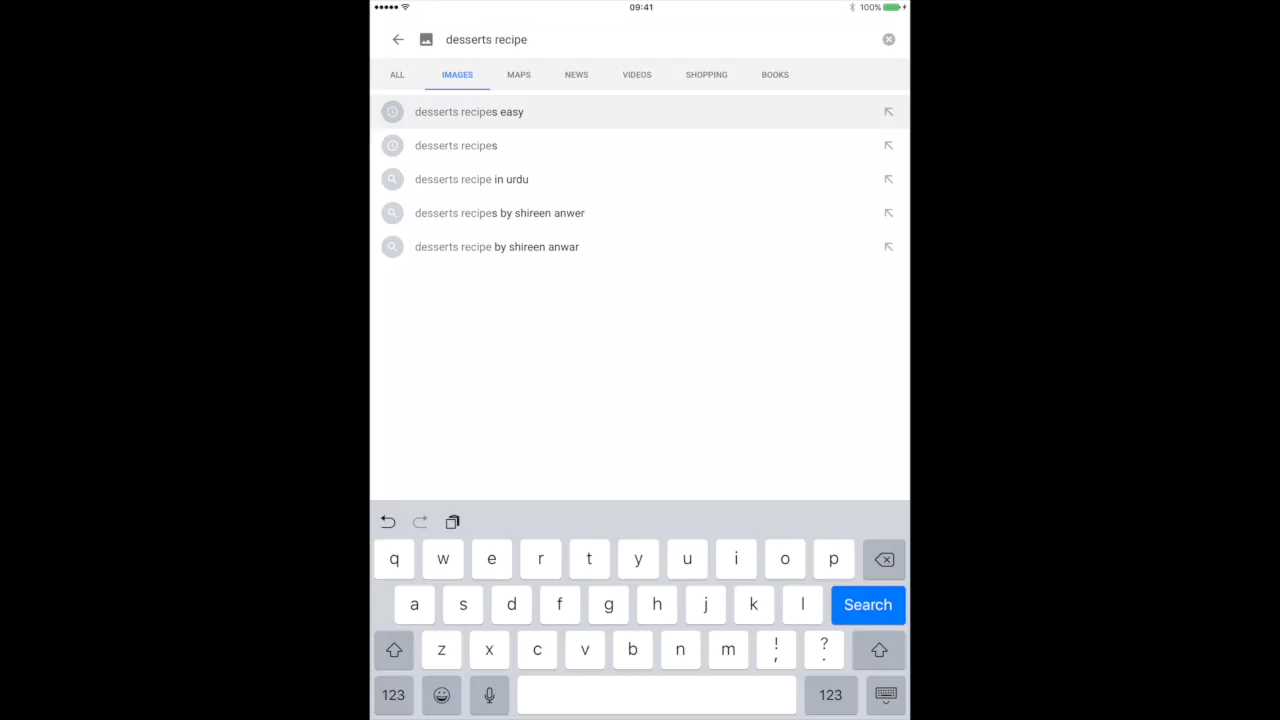 09:41
100%
desserts recipe
ALL IMAGES MAPS NEWS VIDEOS SHOPPING BOOKS
desserts recipes easy
desserts recipes
desserts recipe in urdu
desserts recipes by shireen anwer
desserts recipe by shireen anwar
q w e r t y u i o p
a s d f g h j k l Search
z x c v b n m ! , ? .
123 123